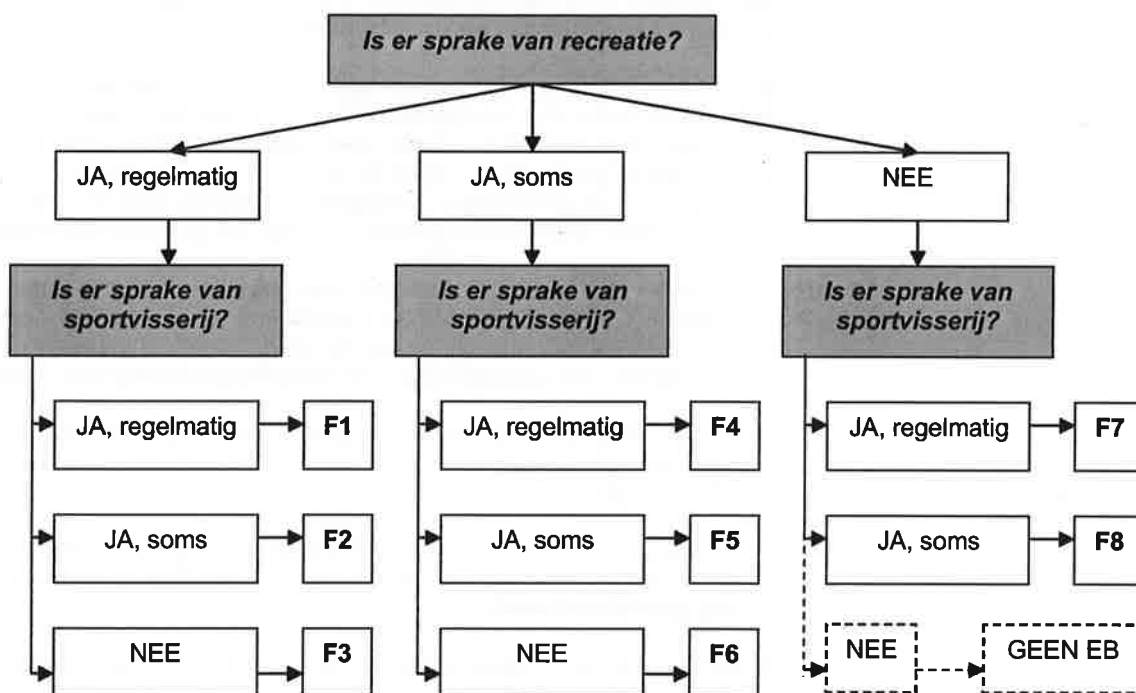 Is er sprake van recreatie?
JA, regelmatig
JA, soms
NEE
Is er sprake van
sportvisserij?
Is er sprake van
sportvisserij?
Is er sprake van
sportvisserij?
JA, regelmatig
F1
JA, regelmatig
F4
JA, regelmatig
F7
JA, soms
F2
JA, soms
F5
JA, soms
F8
NEE
F3
NEE
F6
NEE
GEEN EB